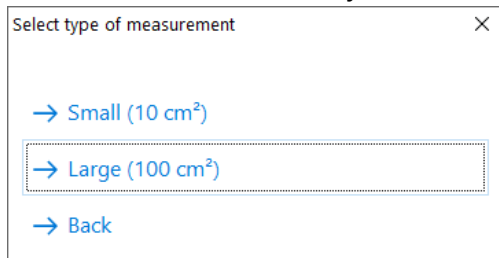 Select type of measurement
→ Small (10 cm²)
→ Large (100 cm²)
→ Back